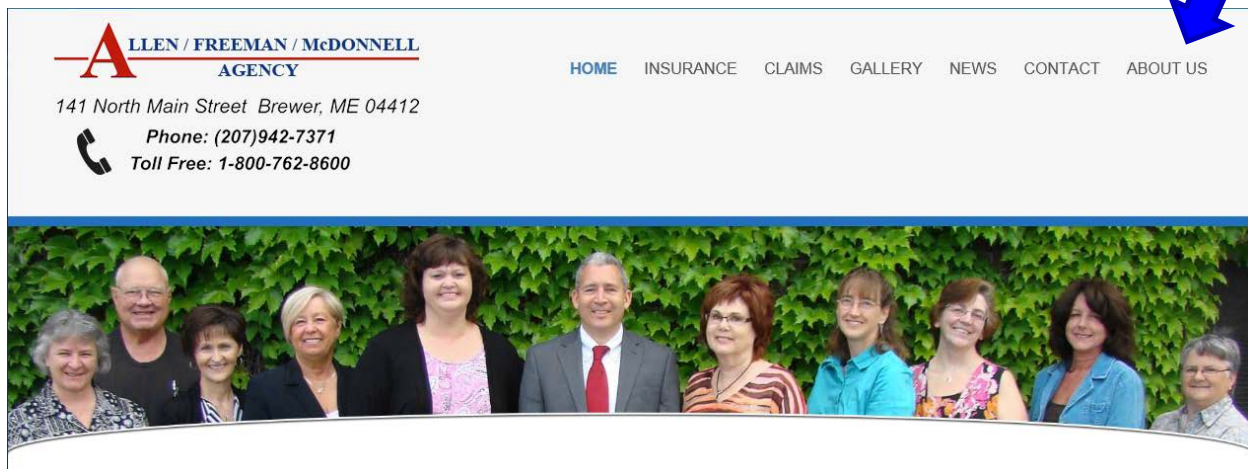 ALLEN / FREEMAN / McDONNELL
AGENCY
141 North Main Street Brewer, ME 04412
Phone: (207)942-7371
Toll Free: 1-800-762-8600
HOME INSURANCE CLAIMS GALLERY NEWS CONTACT ABOUT US